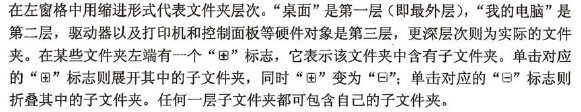 在左窗格中用缩进形式代表文件夹层次。“桌面”是第一层（即最外层），“我的电脑”是
第二层，驱动器以及打印机和控制面板等硬件对象是第三层，更深层次则为实际的文件
夹。在某些文件夹左端有一个“⊞”标志，它表示该文件夹中含有子文件夹。单击对应
的“⊞”标志则展开其中的子文件夹，同时“⊞”变为“⊟”；单击对应的“⊟”标志则
折叠其中的子文件夹。任何一层子文件夹都可包含自己的子文件夹。